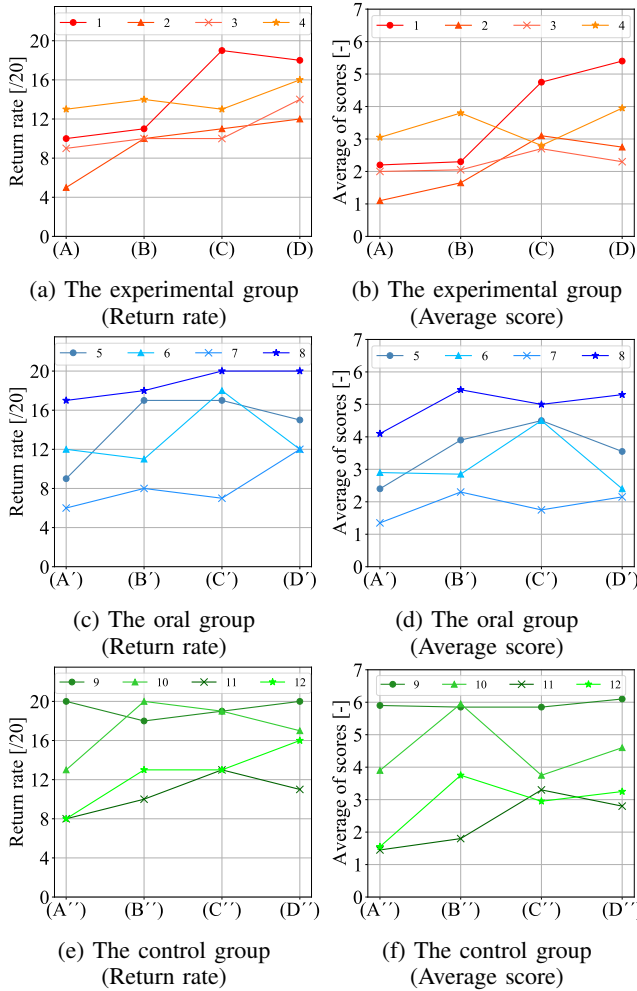 1 2 3 4
Return rate [/20]
20
16
12
8
4
0
(A) (B) (C) (D)
(a) The experimental group
(Return rate)
1 2 3 4
Average of scores [-]
7
6
5
4
3
2
1
0
(A) (B) (C) (D)
(b) The experimental group
(Average score)
5 6 7 8
Return rate [/20]
20
16
12
8
4
0
(A´) (B´) (C´) (D´)
(c) The oral group
(Return rate)
5 6 7 8
Average of scores [-]
7
6
5
4
3
2
1
0
(A´) (B´) (C´) (D´)
(d) The oral group
(Average score)
9 10 11 12
Return rate [/20]
20
16
12
8
4
0
(A´´) (B´´) (C´´) (D´´)
(e) The control group
(Return rate)
9 10 11 12
Average of scores [-]
7
6
5
4
3
2
1
0
(A´´) (B´´) (C´´) (D´´)
(f) The control group
(Average score)